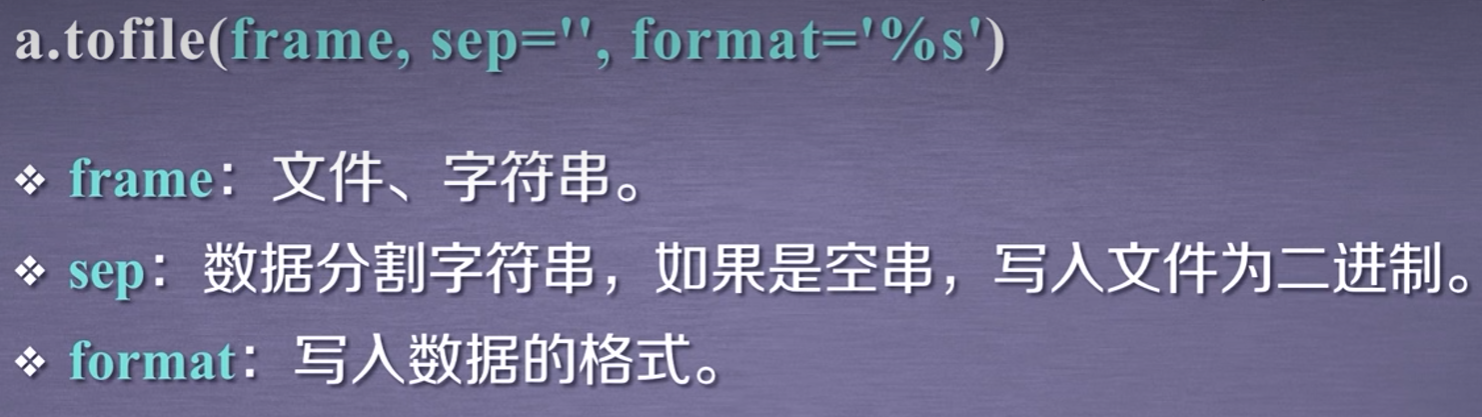 a.tofile(frame, sep='', format='%s')
❖ frame：文件、字符串。
❖ sep：数据分割字符串，如果是空串，写入文件为二进制。
❖ format：写入数据的格式。